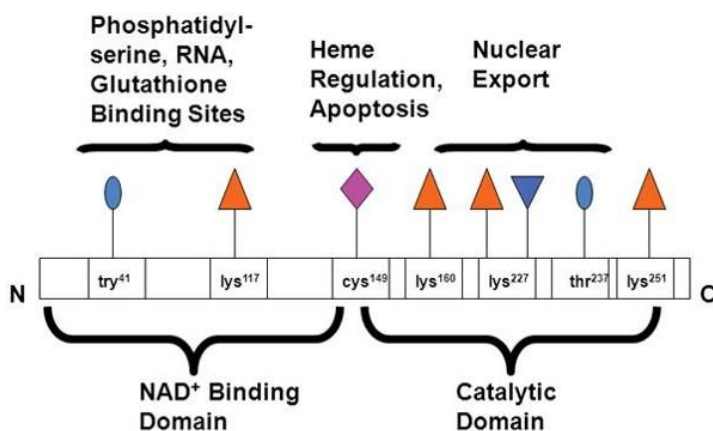 Phosphatidyl-
serine, RNA,
Glutathione
Binding Sites
Heme
Regulation,
Apoptosis
Nuclear
Export
N
try⁴¹
lys¹¹⁷
cys¹⁴⁹
lys¹⁶⁰
lys²²⁷
thr²³⁷
lys²⁵¹
C
NAD⁺ Binding
Domain
Catalytic
Domain